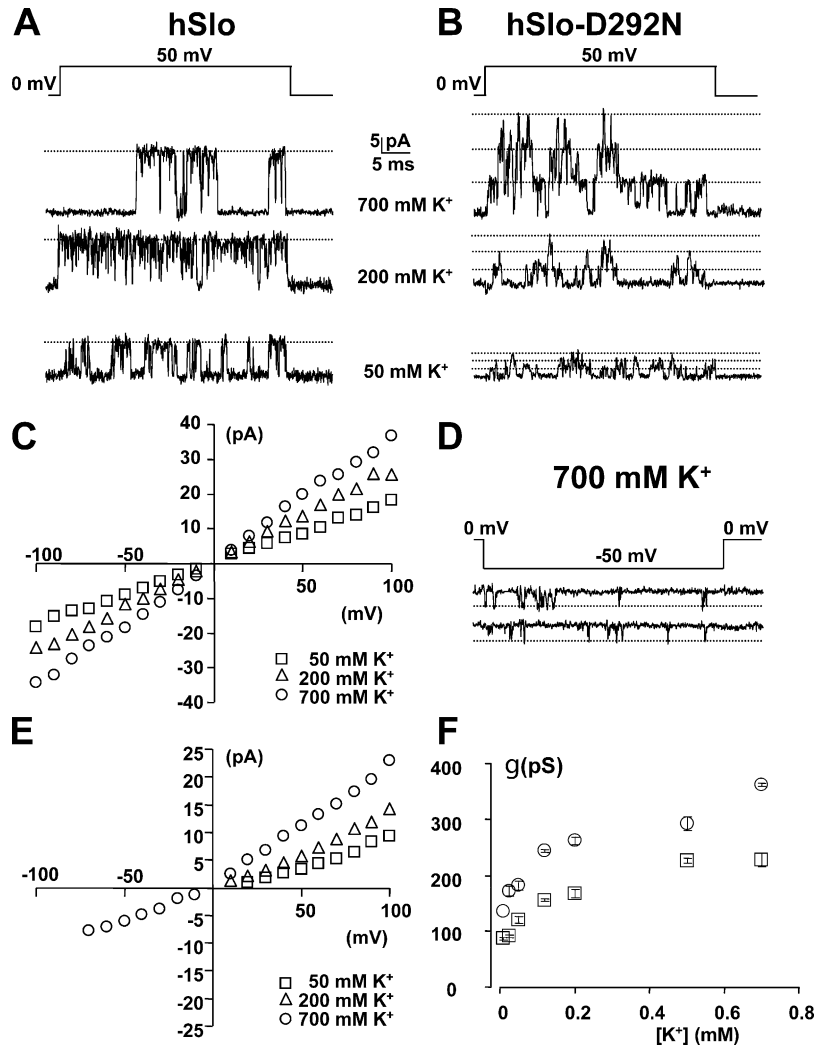 A hSlo B hSlo-D292N
50 mV 50 mV
0 mV 0 mV
5 pA
5 ms
700 mM K⁺
200 mM K⁺
50 mM K⁺
C D
40 (pA)
30
20
10
-100 -50 50 100
(mV)
-10
-20
-30
-40
50 mM K⁺
200 mM K⁺
700 mM K⁺
700 mM K⁺
0 mV 0 mV
-50 mV
E F
25 (pA)
20
15
10
5
-100 -50 50 100
(mV)
-5
-10
-15
-20
-25
50 mM K⁺
200 mM K⁺
700 mM K⁺
400 g(pS)
300
200
100
0
0 0.2 0.4 0.6 0.8
[K⁺] (mM)